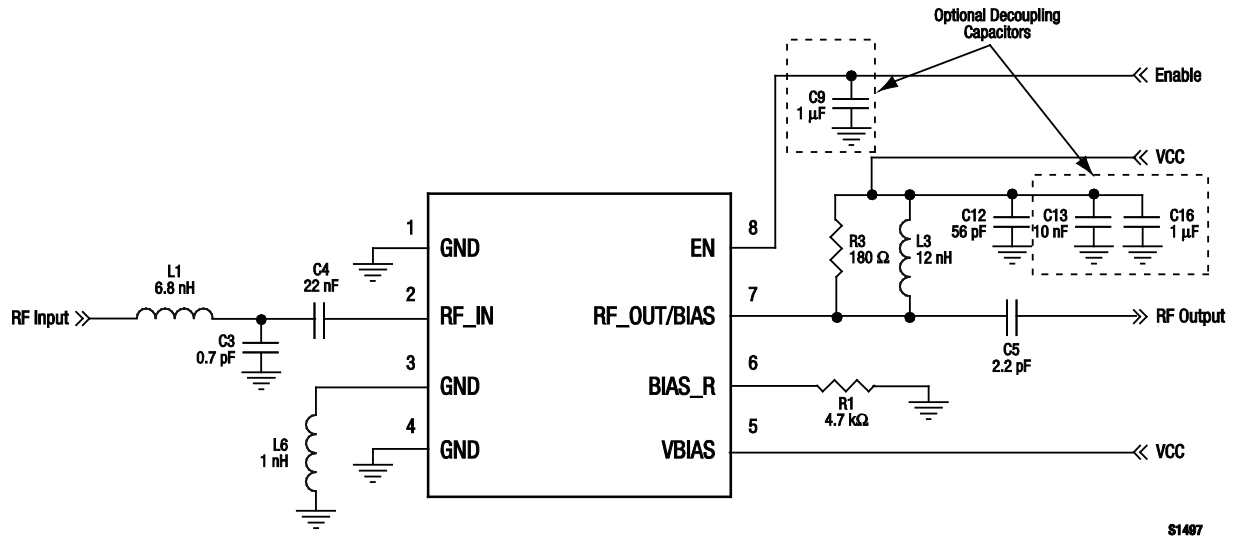 Optional Decoupling
Capacitors
Enable
C9
1 µF
VCC
C12
56 pF
C13
10 nF
C16
1 µF
R3
180 Ω
L3
12 nH
1
GND
8
EN
L1
6.8 nH
C4
22 nF
2
RF_IN
7
RF_OUT/BIAS
RF Input
RF Output
C3
0.7 pF
C5
2.2 pF
3
GND
6
BIAS_R
R1
4.7 kΩ
L6
1 nH
4
GND
5
VBIAS
VCC
S1497